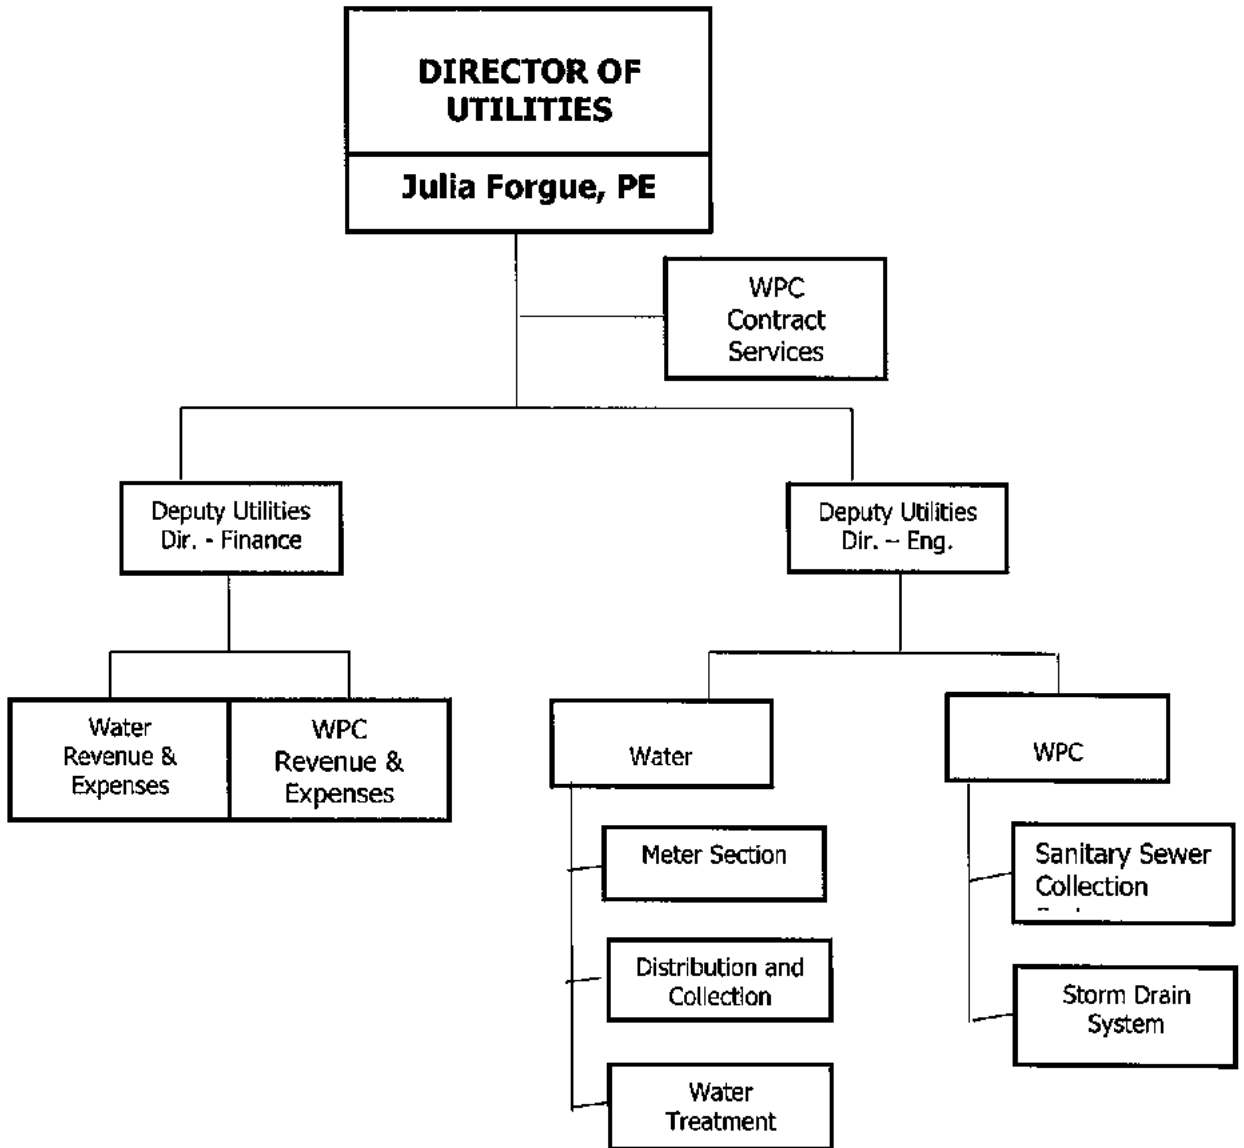 DIRECTOR OF
UTILITIES
Julia Forgue, PE
WPC
Contract
Services
Deputy Utilities
Dir. - Finance
Deputy Utilities
Dir. – Eng.
Water
Revenue &
Expenses
WPC
Revenue &
Expenses
Water
WPC
Meter Section
Sanitary Sewer
Collection
Distribution and
Collection
Storm Drain
System
Water
Treatment